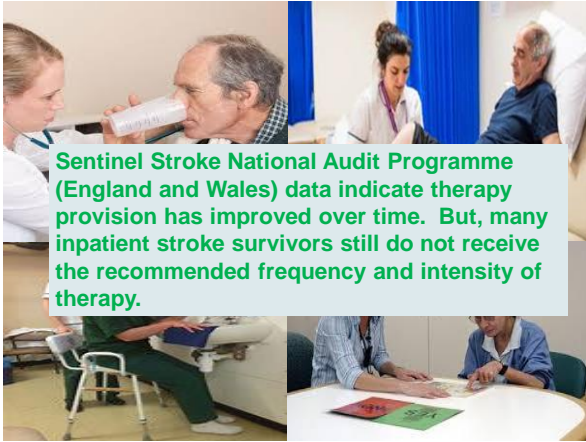 Sentinel Stroke National Audit Programme
(England and Wales) data indicate therapy
provision has improved over time.  But, many
inpatient stroke survivors still do not receive
the recommended frequency and intensity of
therapy.
YES